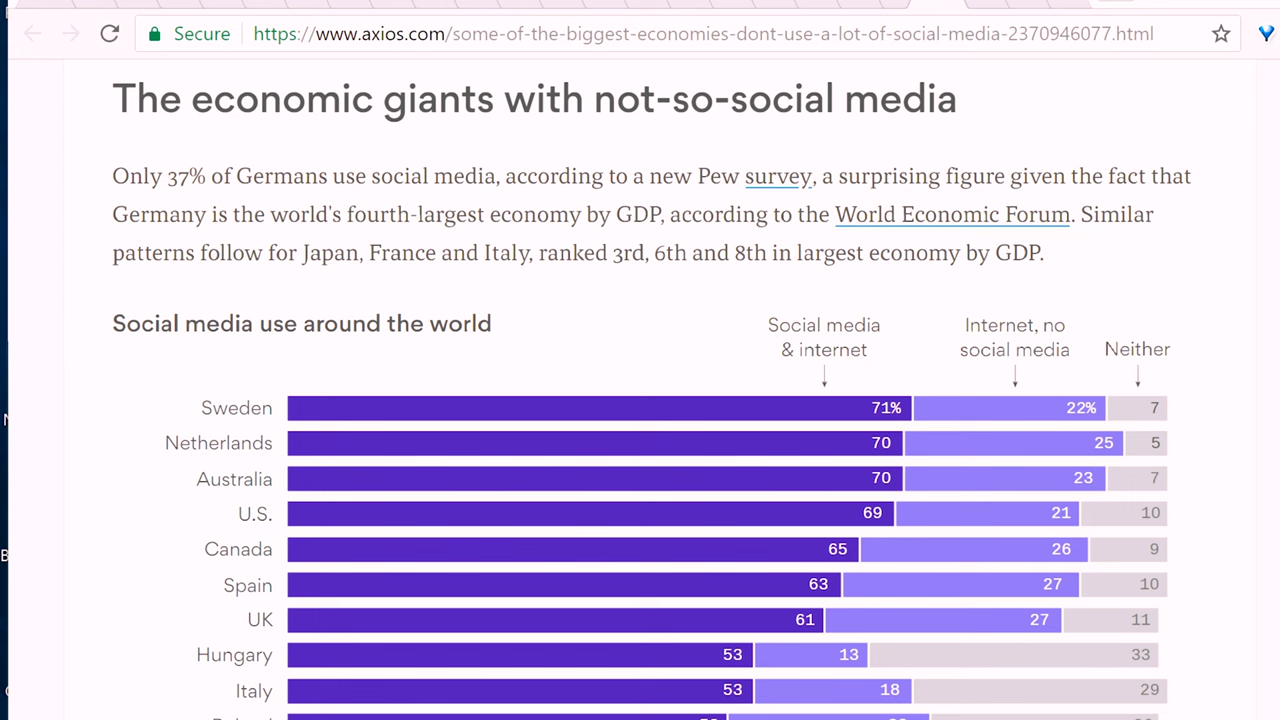 Secure https://www.axios.com/some-of-the-biggest-economies-dont-use-a-lot-of-social-media-2370946077.html
The economic giants with not-so-social media
Only 37% of Germans use social media, according to a new Pew survey, a surprising figure given the fact that
Germany is the world's fourth-largest economy by GDP, according to the World Economic Forum. Similar
patterns follow for Japan, France and Italy, ranked 3rd, 6th and 8th in largest economy by GDP.
Social media use around the world
Social media
& internet
Internet, no
social media
Neither
Sweden 71% 22% 7
Netherlands 70 25 5
Australia 70 23 7
U.S. 69 21 10
Canada 65 26 9
Spain 63 27 10
UK 61 27 11
Hungary 53 13 33
Italy 53 18 29